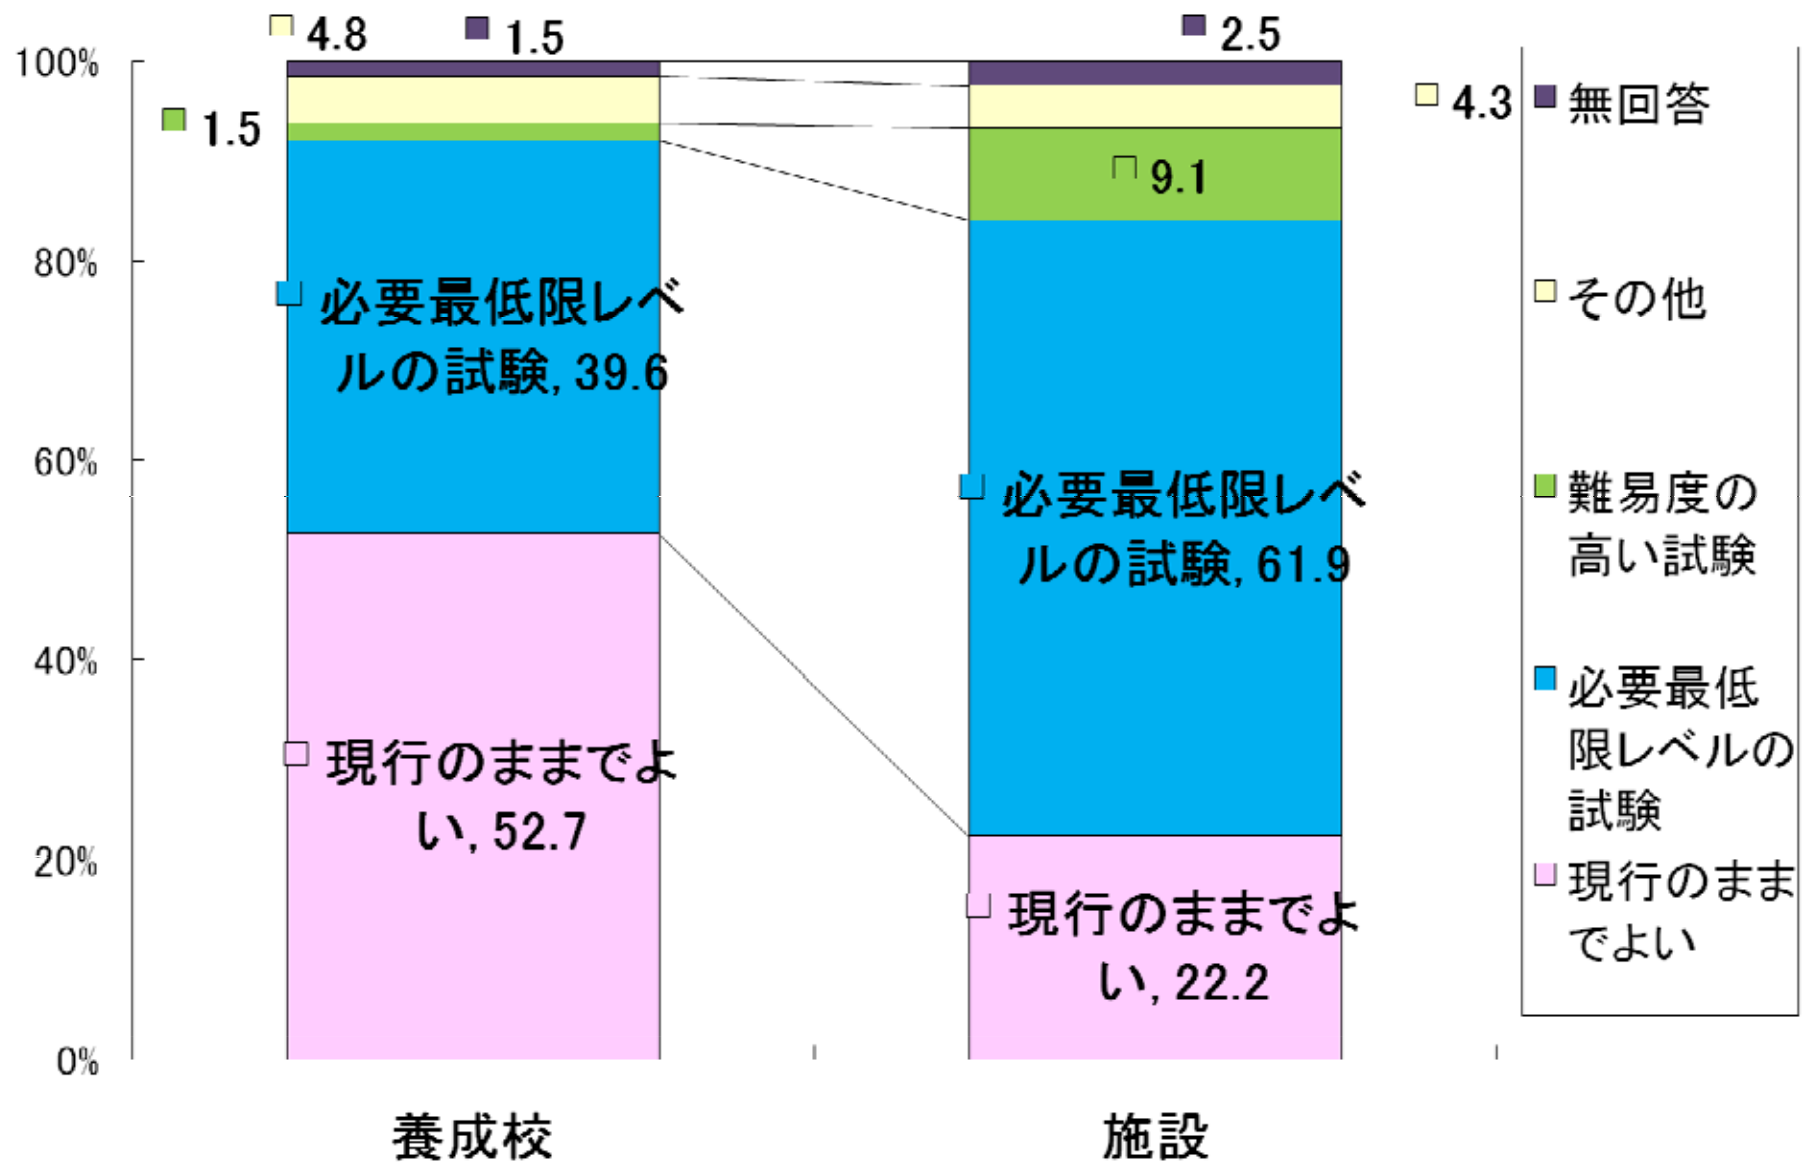 4.8
1.5
2.5
100%
1.5
4.3
9.1
80%
60%
40%
20%
0%
必要最低限レベ
ルの試験, 39.6
現行のままでよ
い, 52.7
必要最低限レベ
ルの試験, 61.9
現行のままでよ
い, 22.2
養成校
施設
無回答
その他
難易度の
高い試験
必要最低
限レベルの
試験
現行のまま
でよい